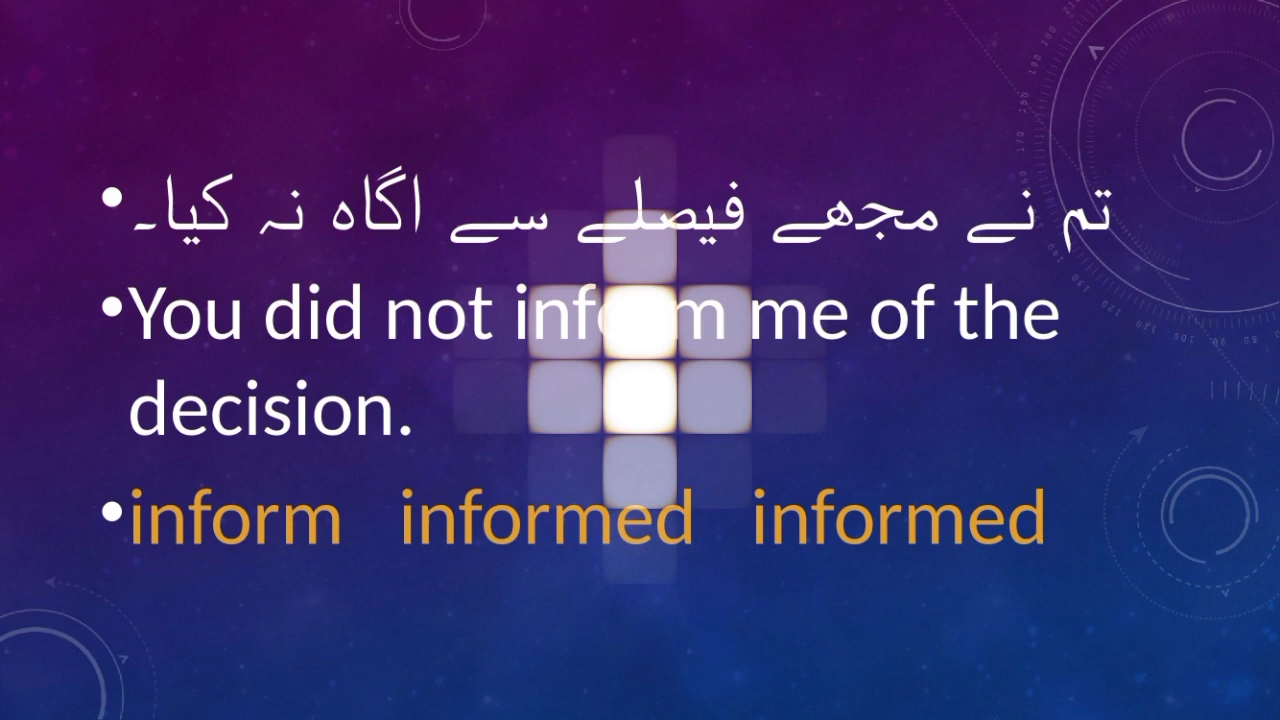 •تم نے مجھے فیصلے سے اگاہ نہ کیا۔
•You did not inform me of the
decision.
•inform informed informed